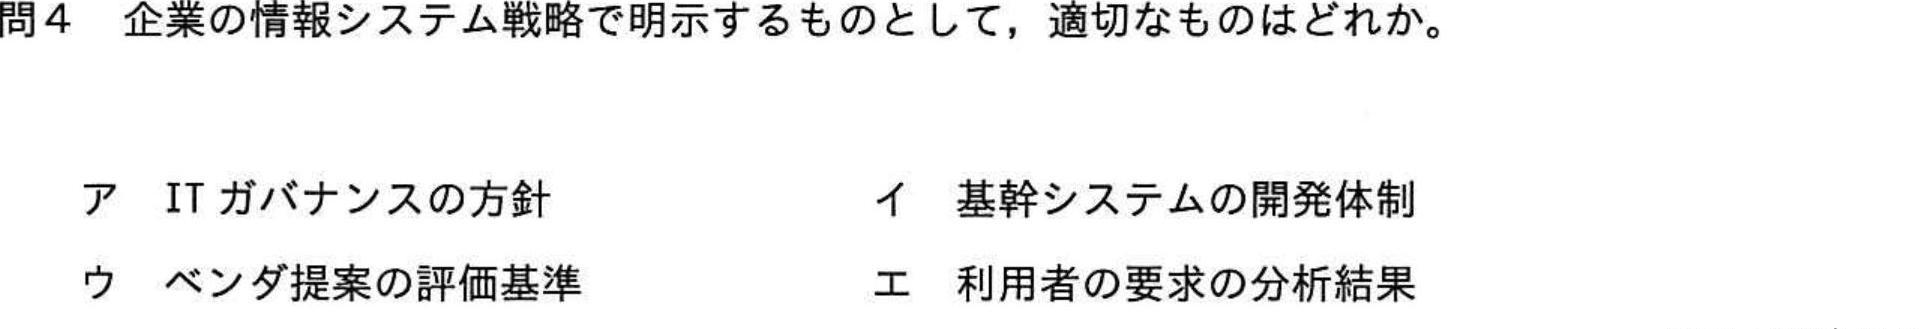 問4　企業の情報システム戦略で明示するものとして，適切なものはどれか。
ア　ITガバナンスの方針　イ　基幹システムの開発体制
ウ　ベンダ提案の評価基準　エ　利用者の要求の分析結果